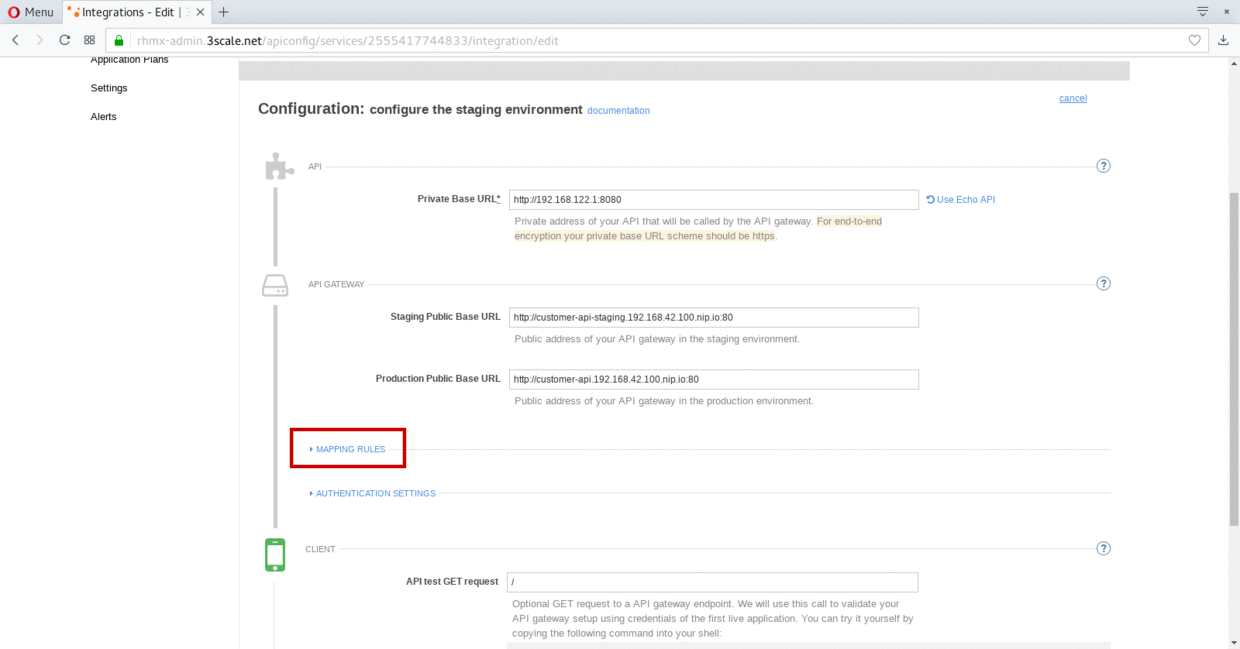 Menu
Integrations - Edit |
rhmx-admin.3scale.net/apiconfig/services/2555417744833/integration/edit
Application Plans
Settings
Alerts
cancel
Configuration: configure the staging environment documentation
API
?
Private Base URL*
http://192.168.122.1:8080
Use Echo API
Private address of your API that will be called by the API gateway. For end-to-end
encryption your private base URL scheme should be https.
API GATEWAY
?
Staging Public Base URL
http://customer-api-staging.192.168.42.100.nip.io:80
Public address of your API gateway in the staging environment.
Production Public Base URL
http://customer-api.192.168.42.100.nip.io:80
Public address of your API gateway in the production environment.
MAPPING RULES
AUTHENTICATION SETTINGS
CLIENT
?
API test GET request
/
Optional GET request to a API gateway endpoint. We will use this call to validate your
API gateway setup using credentials of the first live application. You can try it yourself by
copying the following command into your shell: